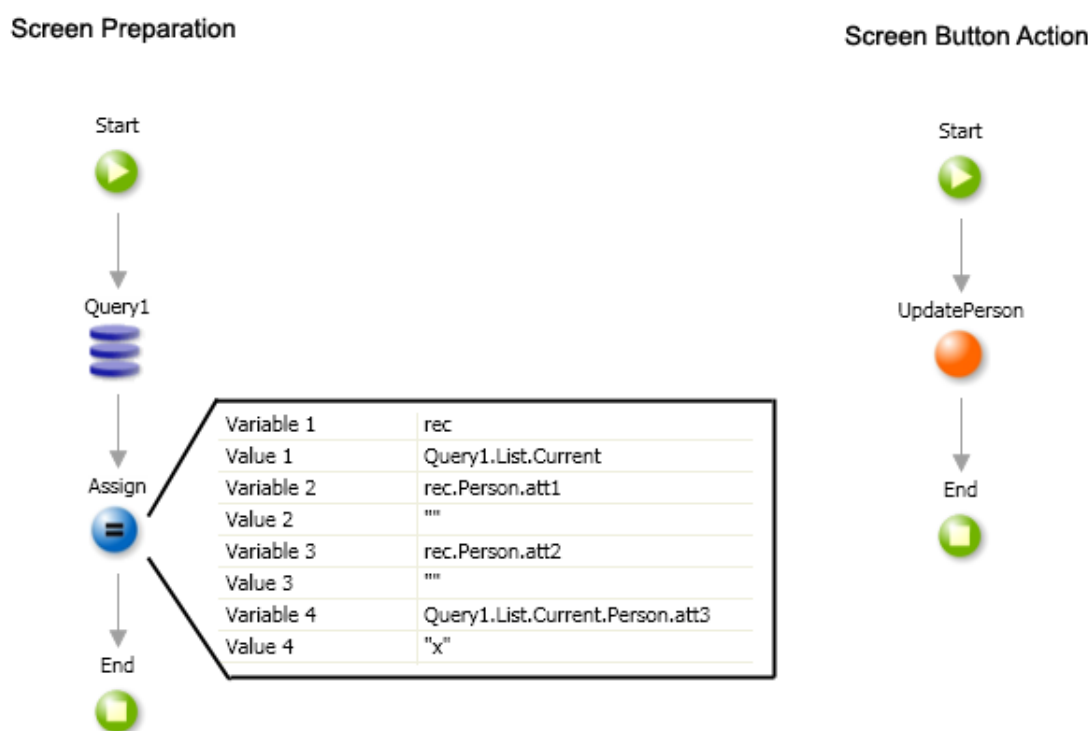 Screen Preparation
Start
Query1
Assign
Variable 1 rec
Value 1 Query1.List.Current
Variable 2 rec.Person.att1
Value 2 ""
Variable 3 rec.Person.att2
Value 3 ""
Variable 4 Query1.List.Current.Person.att3
Value 4 "x"
End
Screen Button Action
Start
UpdatePerson
End